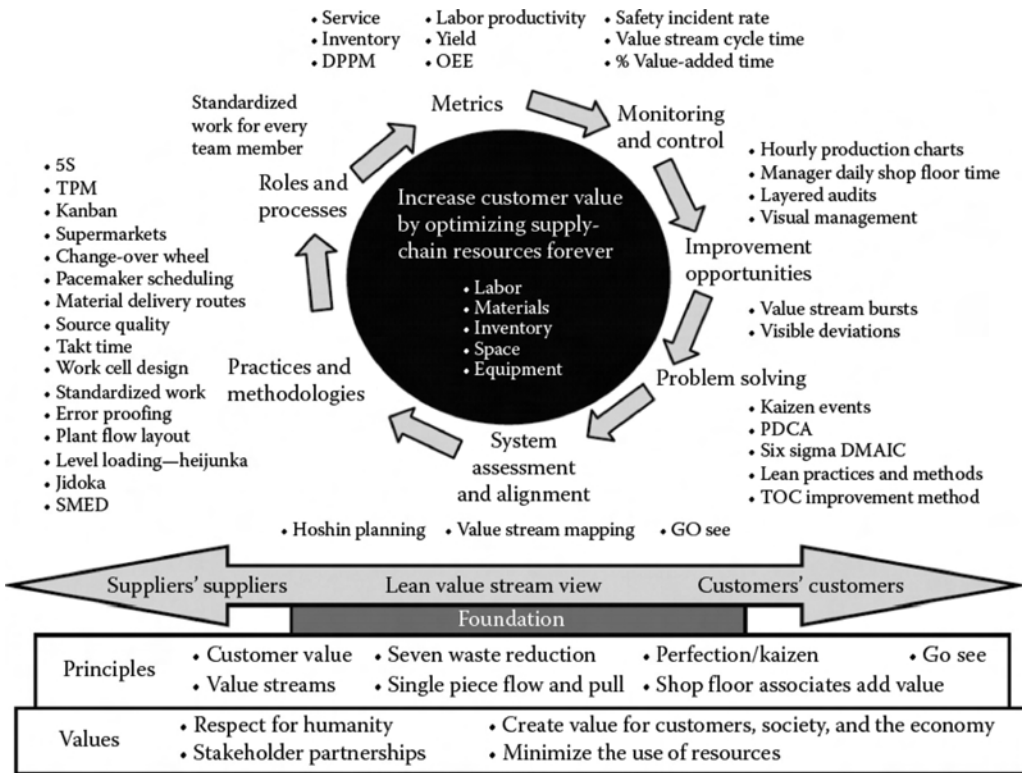 • Service
• Inventory
• DPPM
• Labor productivity
• Yield
• OEE
• Safety incident rate
• Value stream cycle time
• % Value-added time
Metrics
Monitoring
and control
• Hourly production charts
• Manager daily shop floor time
• Layered audits
• Visual management
Improvement
opportunities
• Value stream bursts
• Visible deviations
Problem solving
• Kaizen events
• PDCA
• Six sigma DMAIC
• Lean practices and methods
• TOC improvement method
System
assessment
and alignment
• Hoshin planning • Value stream mapping • GO see
Practices and
methodologies
• 5S
• TPM
• Kanban
• Supermarkets
• Change-over wheel
• Pacemaker scheduling
• Material delivery routes
• Source quality
• Takt time
• Work cell design
• Standardized work
• Error proofing
• Plant flow layout
• Level loading—heijunka
• Jidoka
• SMED
Roles and
processes
Standardized
work for every
team member
Increase customer value
by optimizing supply-
chain resources forever
• Labor
• Materials
• Inventory
• Space
• Equipment
Suppliers' suppliers Lean value stream view Customers' customers
Foundation
Principles
• Customer value • Seven waste reduction • Perfection/kaizen • Go see
• Value streams • Single piece flow and pull • Shop floor associates add value
Values
• Respect for humanity • Create value for customers, society, and the economy
• Stakeholder partnerships • Minimize the use of resources